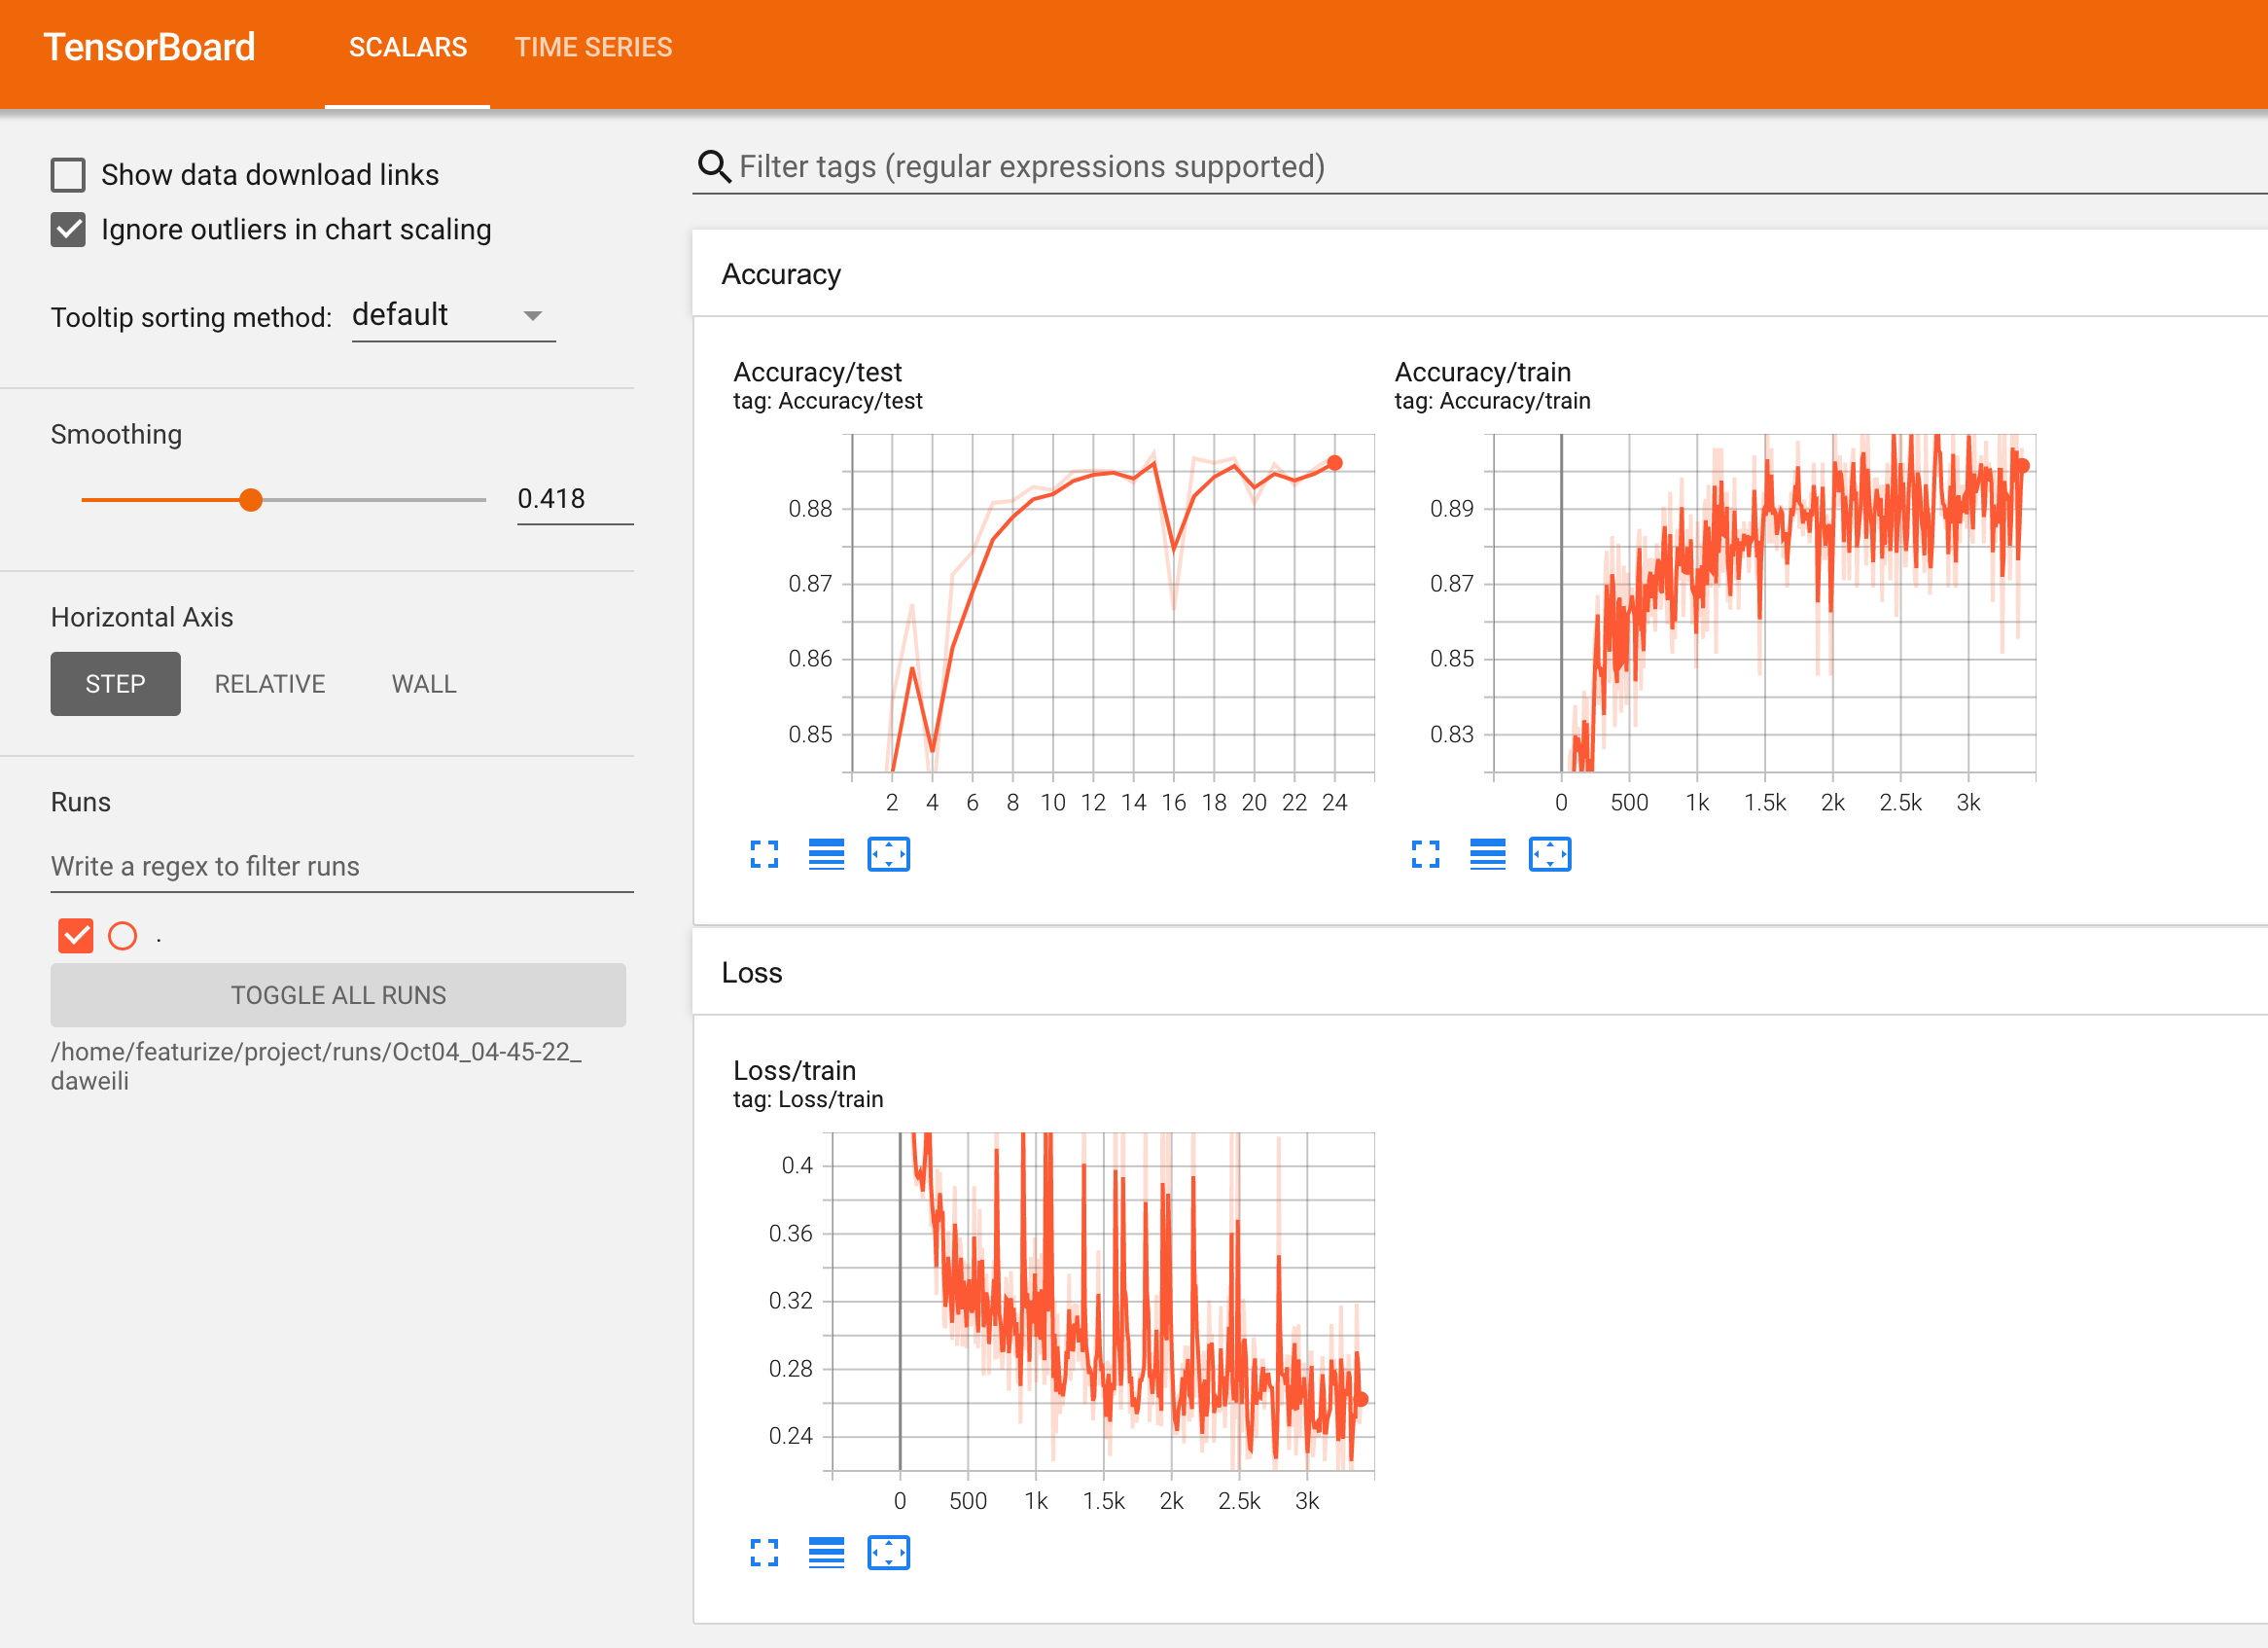 TensorBoard SCALARS TIME SERIES
Show data download links
Ignore outliers in chart scaling
Tooltip sorting method: default
Smoothing
0.418
Horizontal Axis
STEP RELATIVE WALL
Runs
Write a regex to filter runs
.
TOGGLE ALL RUNS
/home/featurize/project/runs/Oct04_04-45-22_
daweili
Filter tags (regular expressions supported)
Accuracy
Accuracy/test
tag: Accuracy/test
0.88
0.87
0.86
0.85
2 4 6 8 10 12 14 16 18 20 22 24
Accuracy/train
tag: Accuracy/train
0.89
0.87
0.85
0.83
0 500 1k 1.5k 2k 2.5k 3k
Loss
Loss/train
tag: Loss/train
0.4
0.36
0.32
0.28
0.24
0 500 1k 1.5k 2k 2.5k 3k